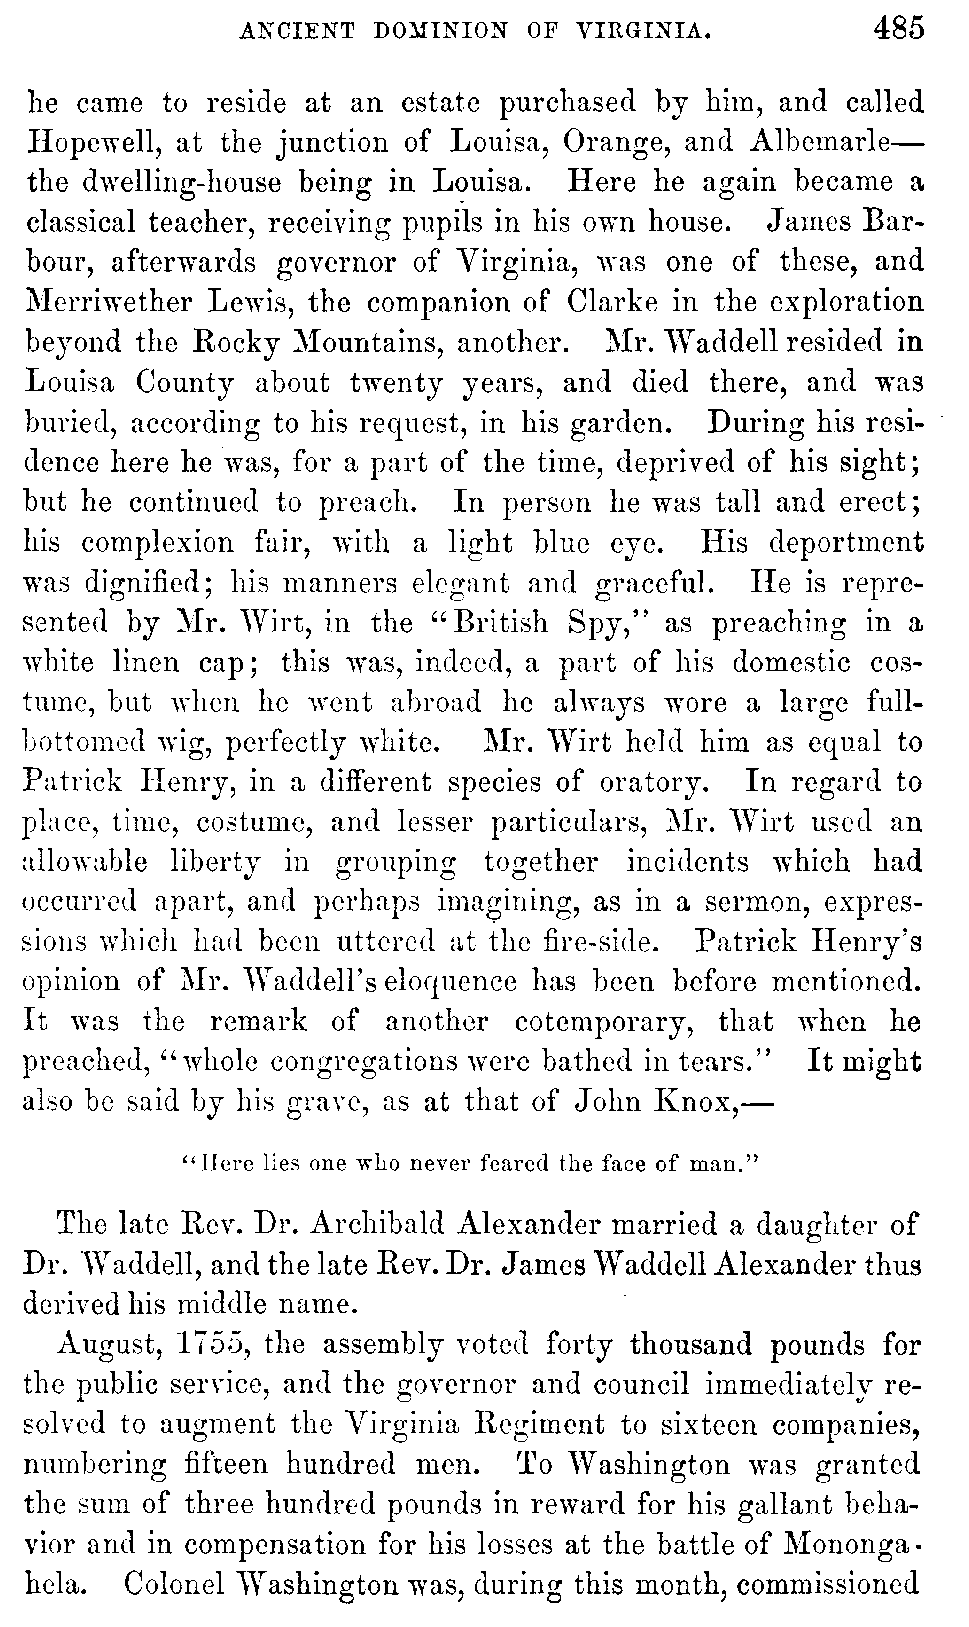 ANCIENT DOMINION OF VIRGINIA. 485
he came to reside at an estate purchased by him, and called
Hopewell, at the junction of Louisa, Orange, and Albemarle—
the dwelling-house being in Louisa. Here he again became a
classical teacher, receiving pupils in his own house. James Bar-
bour, afterwards governor of Virginia, was one of these, and
Merriwether Lewis, the companion of Clarke in the exploration
beyond the Rocky Mountains, another. Mr. Waddell resided in
Louisa County about twenty years, and died there, and was
buried, according to his request, in his garden. During his resi-
dence here he was, for a part of the time, deprived of his sight;
but he continued to preach. In person he was tall and erect;
his complexion fair, with a light blue eye. His deportment
was dignified; his manners elegant and graceful. He is repre-
sented by Mr. Wirt, in the "British Spy," as preaching in a
white linen cap; this was, indeed, a part of his domestic cos-
tume, but when he went abroad he always wore a large full-
bottomed wig, perfectly white. Mr. Wirt held him as equal to
Patrick Henry, in a different species of oratory. In regard to
place, time, costume, and lesser particulars, Mr. Wirt used an
allowable liberty in grouping together incidents which had
occurred apart, and perhaps imagining, as in a sermon, expres-
sions which had been uttered at the fire-side. Patrick Henry's
opinion of Mr. Waddell's eloquence has been before mentioned.
It was the remark of another cotemporary, that when he
preached, "whole congregations were bathed in tears." It might
also be said by his grave, as at that of John Knox,—
"Here lies one who never feared the face of man."
The late Rev. Dr. Archibald Alexander married a daughter of
Dr. Waddell, and the late Rev. Dr. James Waddell Alexander thus
derived his middle name.
August, 1755, the assembly voted forty thousand pounds for
the public service, and the governor and council immediately re-
solved to augment the Virginia Regiment to sixteen companies,
numbering fifteen hundred men. To Washington was granted
the sum of three hundred pounds in reward for his gallant beha-
vior and in compensation for his losses at the battle of Mononga-
hela. Colonel Washington was, during this month, commissioned